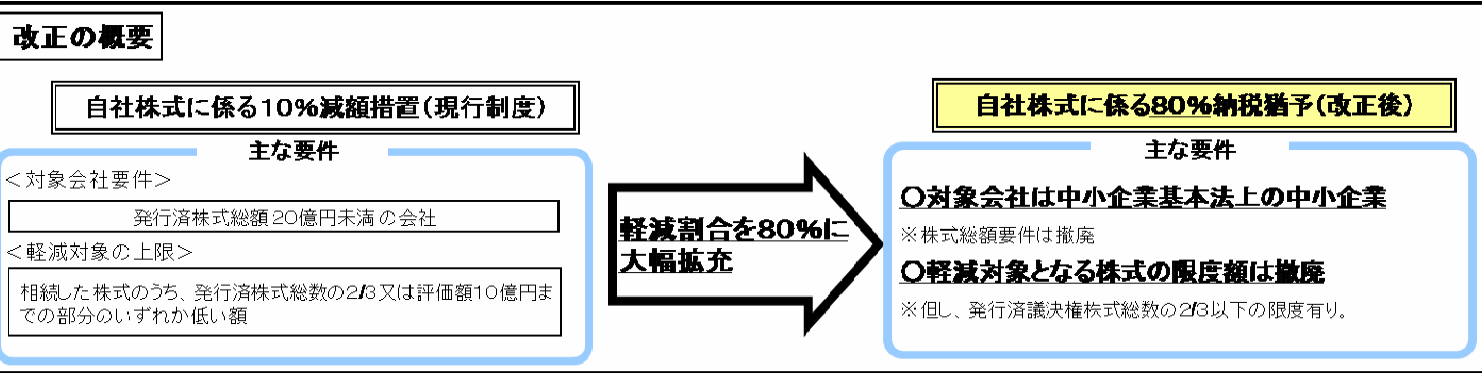 改正の概要
自社株式に係る10%減額措置(現行制度)
主な要件
＜対象会社要件＞
発行済株式総額20億円未満の会社
＜軽減対象の上限＞
相続した株式のうち、発行済株式総数の2/3又は評価額10億円ま
での部分のいずれか低い額
軽減割合を80%に
大幅拡充
自社株式に係る80%納税猶予(改正後)
主な要件
○対象会社は中小企業基本法上の中小企業
※株式総額要件は撤廃
○軽減対象となる株式の限度額は撤廃
※但し、発行済議決権株式総数の2/3以下の限度有り。